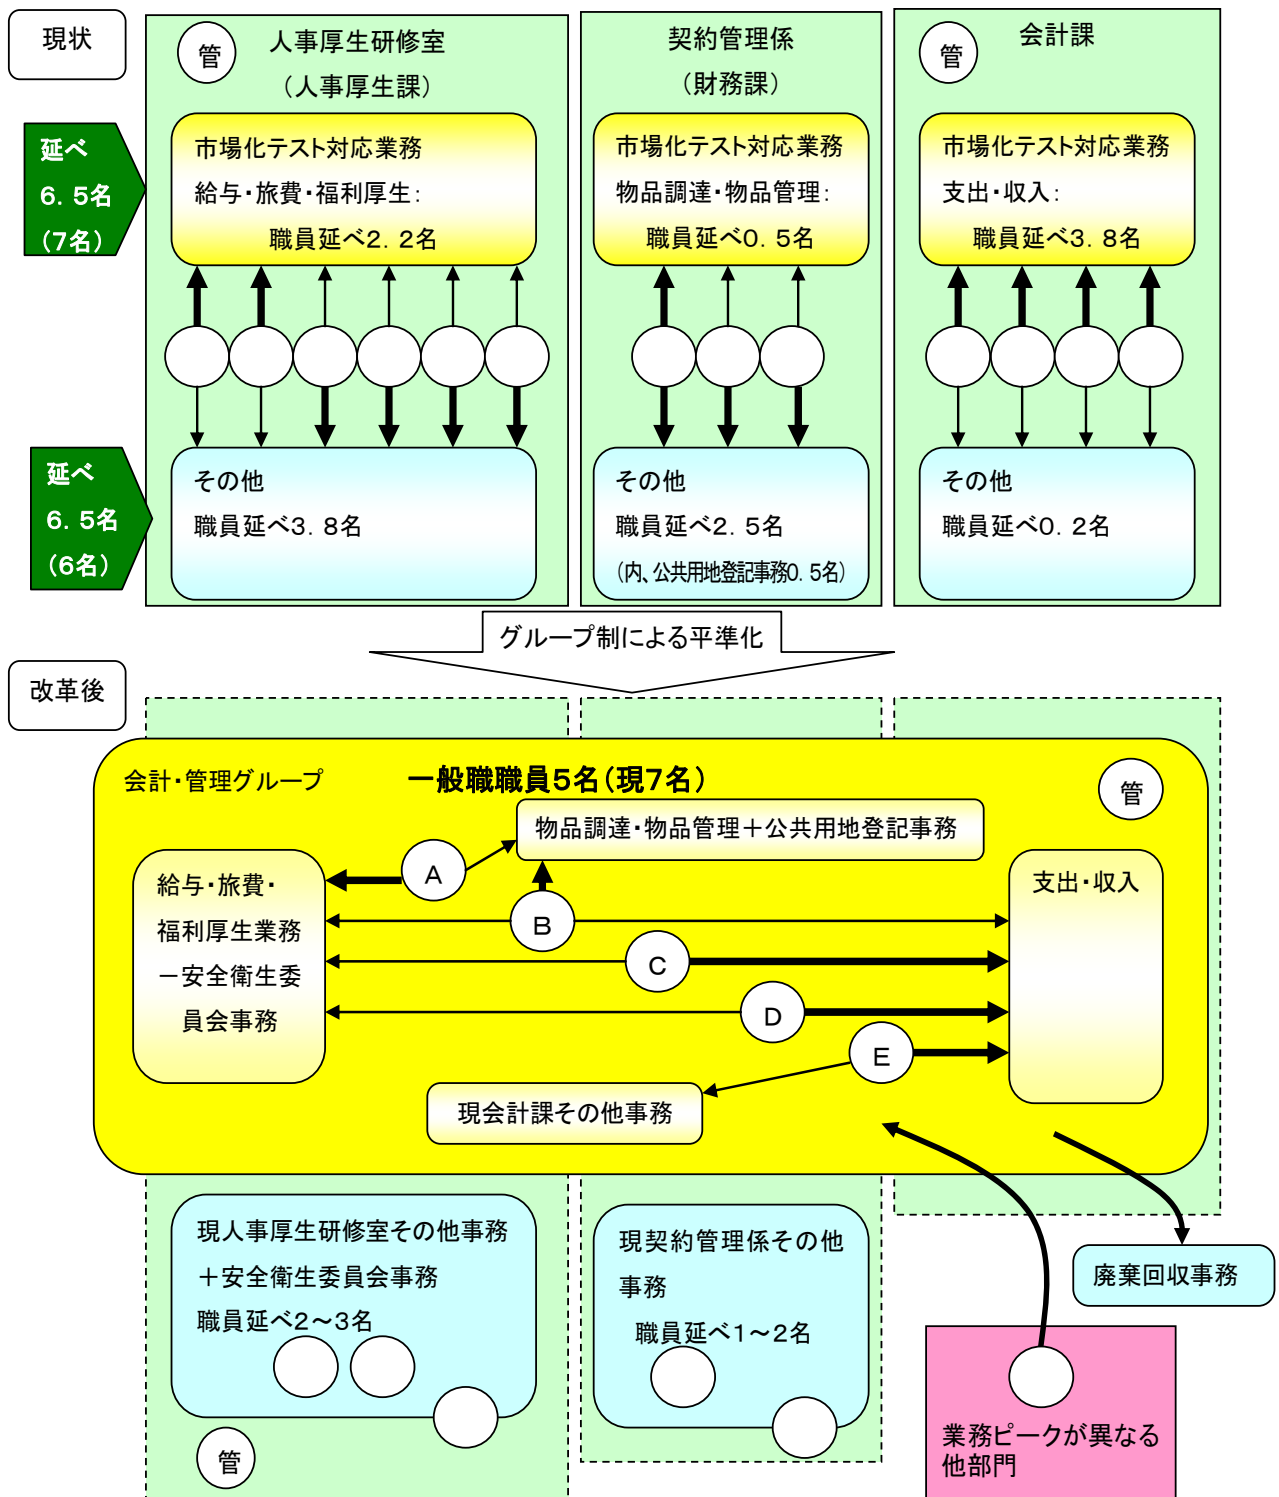 現状
管
人事厚生研修室
（人事厚生課）
契約管理係
（財務課）
管
会計課
延べ
６．５名
（７名）
市場化テスト対応業務
給与・旅費・福利厚生：
職員延べ２．２名
市場化テスト対応業務
物品調達・物品管理：
職員延べ０．５名
市場化テスト対応業務
支出・収入：
職員延べ３．８名
延べ
６．５名
（６名）
その他
職員延べ３．８名
その他
職員延べ２．５名
（内、公共用地登記事務０．５名）
その他
職員延べ０．２名
グループ制による平準化
改革後
会計・管理グループ
一般職職員５名（現７名）
管
物品調達・物品管理＋公共用地登記事務
給与・旅費・
福利厚生業務
－安全衛生委
員会事務
A
B
C
D
E
支出・収入
現会計課その他事務
現人事厚生研修室その他事務
＋安全衛生委員会事務
職員延べ２～３名
管
現契約管理係その他
事務
職員延べ１～２名
廃棄回収事務
業務ピークが異なる
他部門